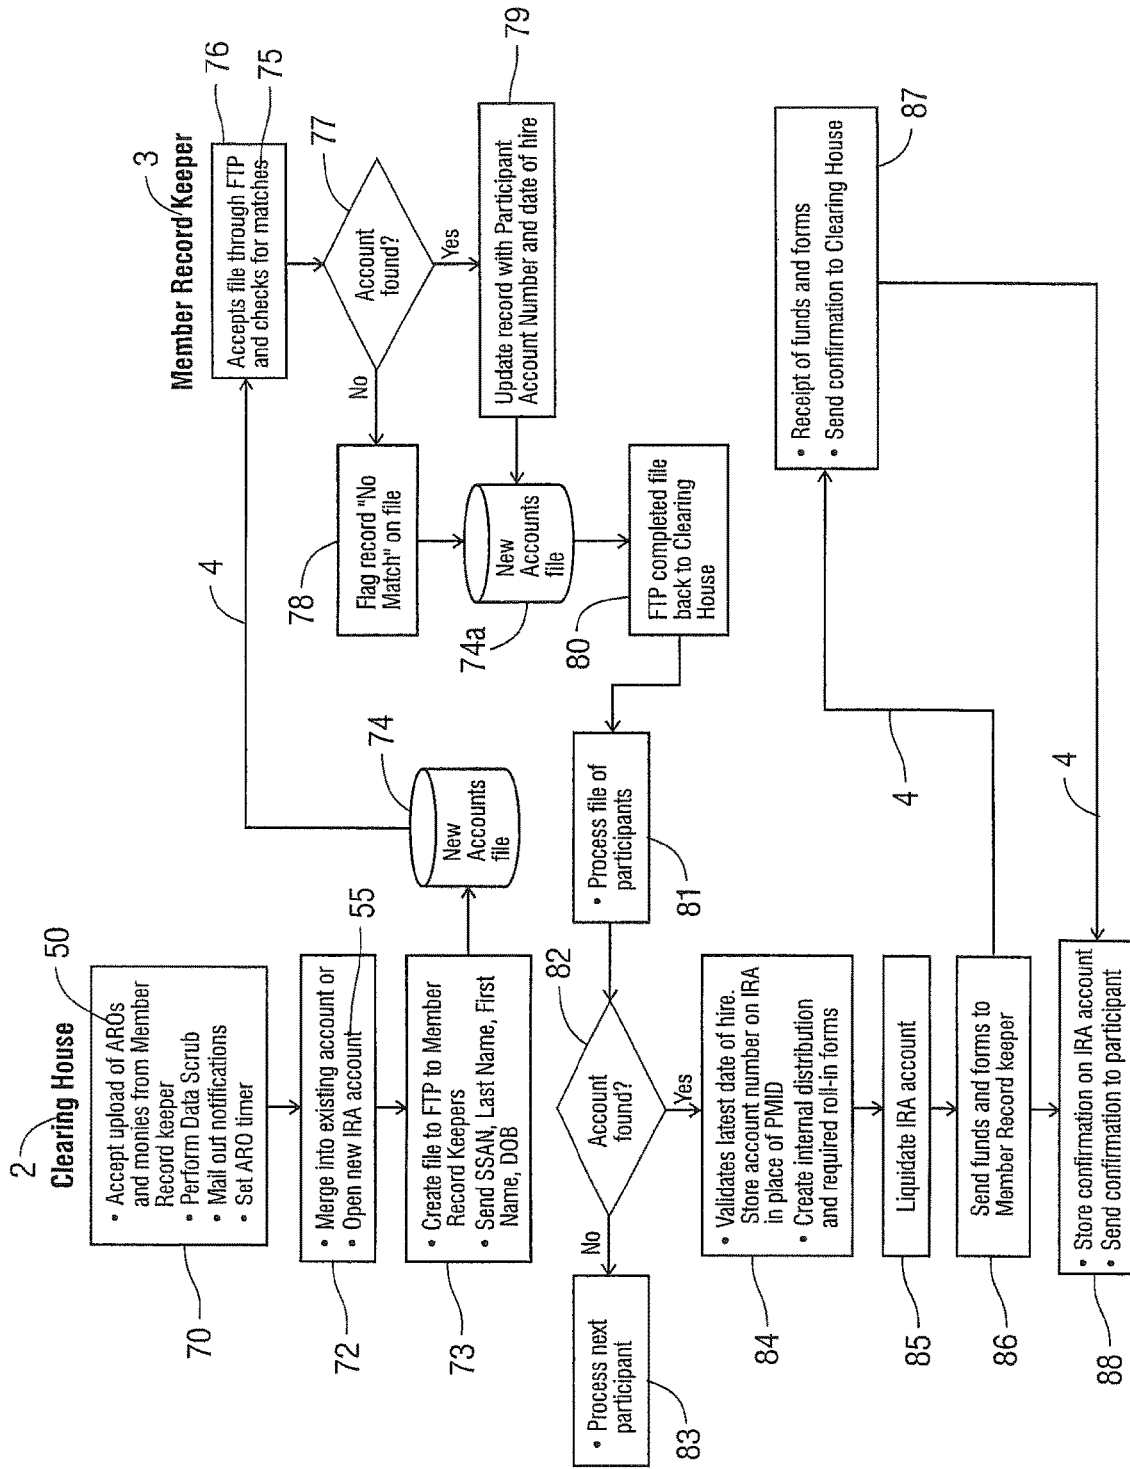 2
Clearing House
50
• Accept upload of AROs
and monies from Member
Record keeper
• Perform Data Scrub
• Mail out notifications
• Set ARO timer
70
• Merge into existing account or
• Open new IRA account
55
72
• Create file to FTP to Member
Record Keepers
• Send SSAN, Last Name, First
Name, DOB
73
New
Accounts
file
74
4
Member Record Keeper
3
Accepts file through FTP
and checks for matches
76
75
Account
found?
77
No
Yes
Flag record "No
Match" on file
78
Update record with Participant
Account Number and date of hire
79
New
Accounts
file
74a
FTP completed file
back to Clearing
House
80
• Process file of
participants
81
Account
found?
82
No
Yes
• Process next
participant
83
• Validates latest date of hire.
Store account number on IRA
in place of PMID
• Create internal distribution
and required roll-in forms
84
Liquidate IRA account
85
Send funds and forms to
Member Record keeper
86
4
• Receipt of funds and forms
• Send confirmation to Clearing House
87
4
• Store confirmation on IRA account
• Send confirmation to participant
88